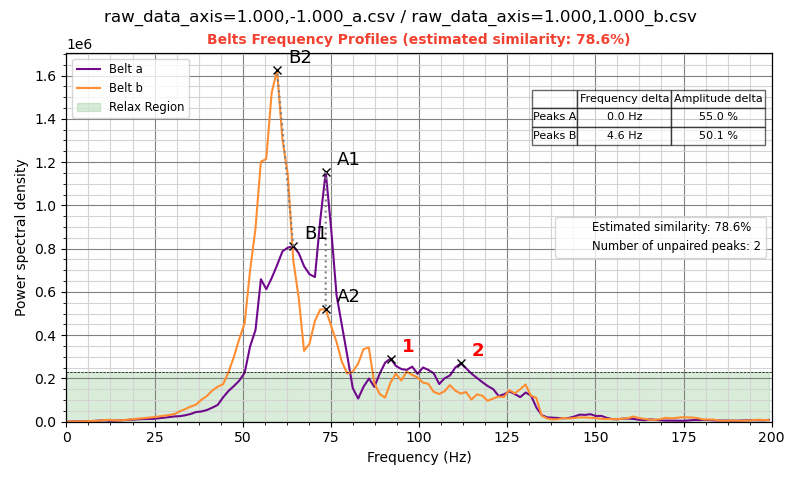 raw_data_axis=1.000,-1.000_a.csv / raw_data_axis=1.000,1.000_b.csv
Belts Frequency Profiles (estimated similarity: 78.6%)
1e6
Belt a
Belt b
Relax Region
B2
A1
B1
A2
1
2
Frequency delta Amplitude delta
Peaks A 0.0 Hz 55.0 %
Peaks B 4.6 Hz 50.1 %
Estimated similarity: 78.6%
Number of unpaired peaks: 2
Power spectral density
1.6
1.4
1.2
1.0
0.8
0.6
0.4
0.2
0.0
0 25 50 75 100 125 150 175 200
Frequency (Hz)